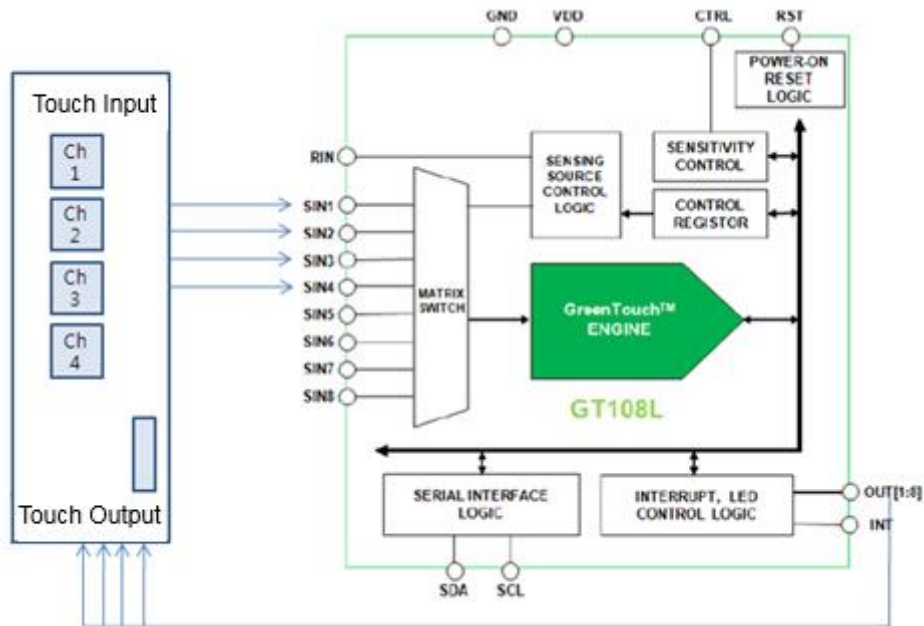 GND
VDD
CTRL
RST
POWER-ON
RESET
LOGIC
Touch Input
Ch
1
Ch
2
Ch
3
Ch
4
Touch Output
RIN
SIN1
SIN2
SIN3
SIN4
SIN5
SIN6
SIN7
SIN8
MATRIX
SWITCH
SENSING
SOURCE
CONTROL
LOGIC
SENSITIVITY
CONTROL
CONTROL
REGISTOR
GreenTouch™
ENGINE
GT108L
SERIAL INTERFACE
LOGIC
INTERRUPT, LED
CONTROL LOGIC
OUT[1:8]
INT
SDA
SCL